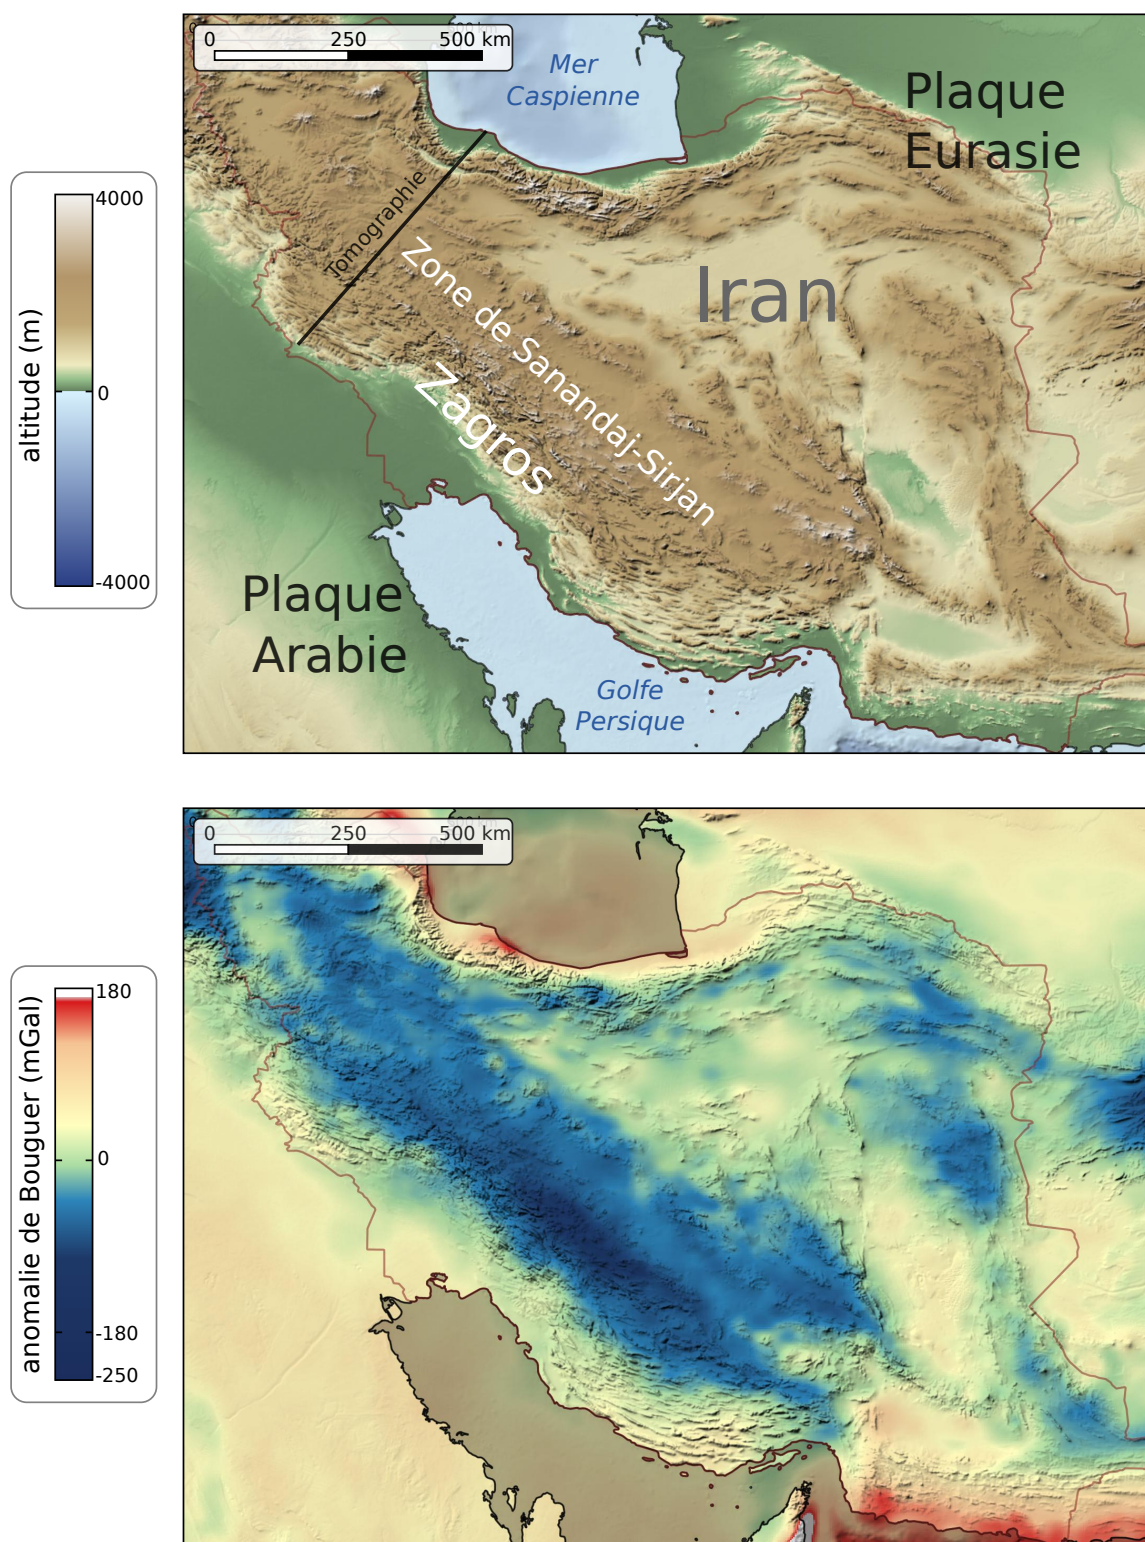 0 250 500 km
Mer
Caspienne
Plaque
Eurasie
4000
0
-4000
altitude (m)
Tomographie
Zone de Sanandaj-Sirjan
Iran
Zagros
Plaque
Arabie
Golfe
Persique
0 250 500 km
180
0
-180
-250
anomalie de Bouguer (mGal)